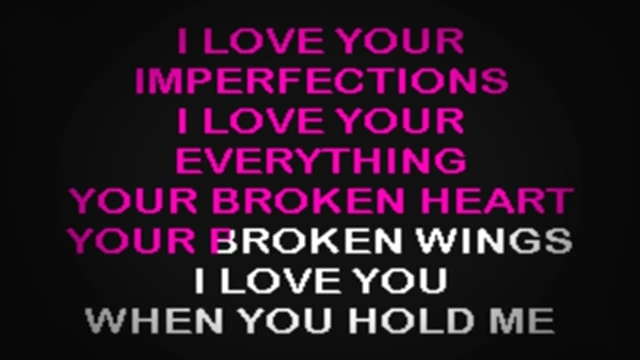 I LOVE YOUR
IMPERFECTIONS
I LOVE YOUR
EVERYTHING
YOUR BROKEN HEART
YOUR BROKEN WINGS
I LOVE YOU
WHEN YOU HOLD ME